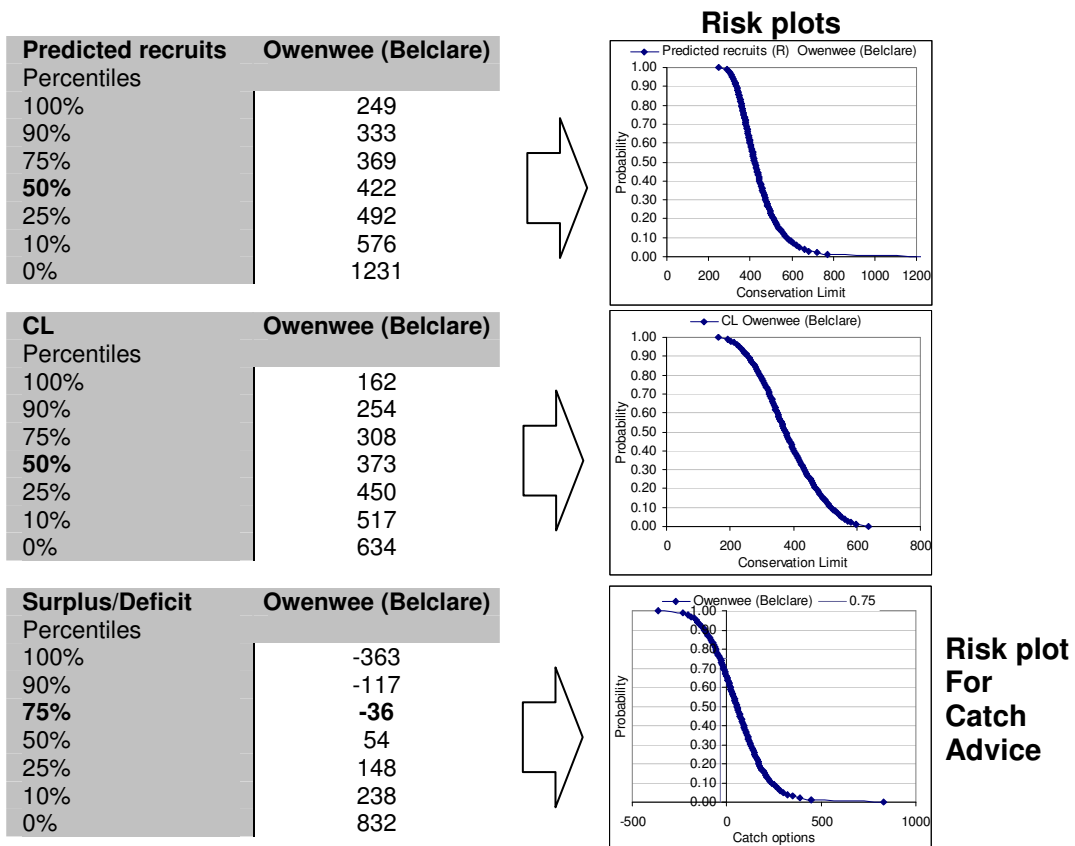 Risk plots
Predicted recruits Owenwee (Belclare)
Percentiles
100% 249
90% 333
75% 369
50% 422
25% 492
10% 576
0% 1231
Predicted recruits (R) Owenwee (Belclare)
1.00
0.90
0.80
0.70
0.60
0.50
0.40
0.30
0.20
0.10
0.00
Probability
0 200 400 600 800 1000 1200
Conservation Limit
CL Owenwee (Belclare)
Percentiles
100% 162
90% 254
75% 308
50% 373
25% 450
10% 517
0% 634
CL Owenwee (Belclare)
1.00
0.90
0.80
0.70
0.60
0.50
0.40
0.30
0.20
0.10
0.00
Probability
0 200 400 600 800
Conservation Limit
Surplus/Deficit Owenwee (Belclare)
Percentiles
100% -363
90% -117
75% -36
50% 54
25% 148
10% 238
0% 832
Owenwee (Belclare) 0.75
1.00
0.90
0.80
0.70
0.60
0.50
0.40
0.30
0.20
0.10
0.00
Probability
-500 0 500 1000
Catch options
Risk plot
For
Catch
Advice